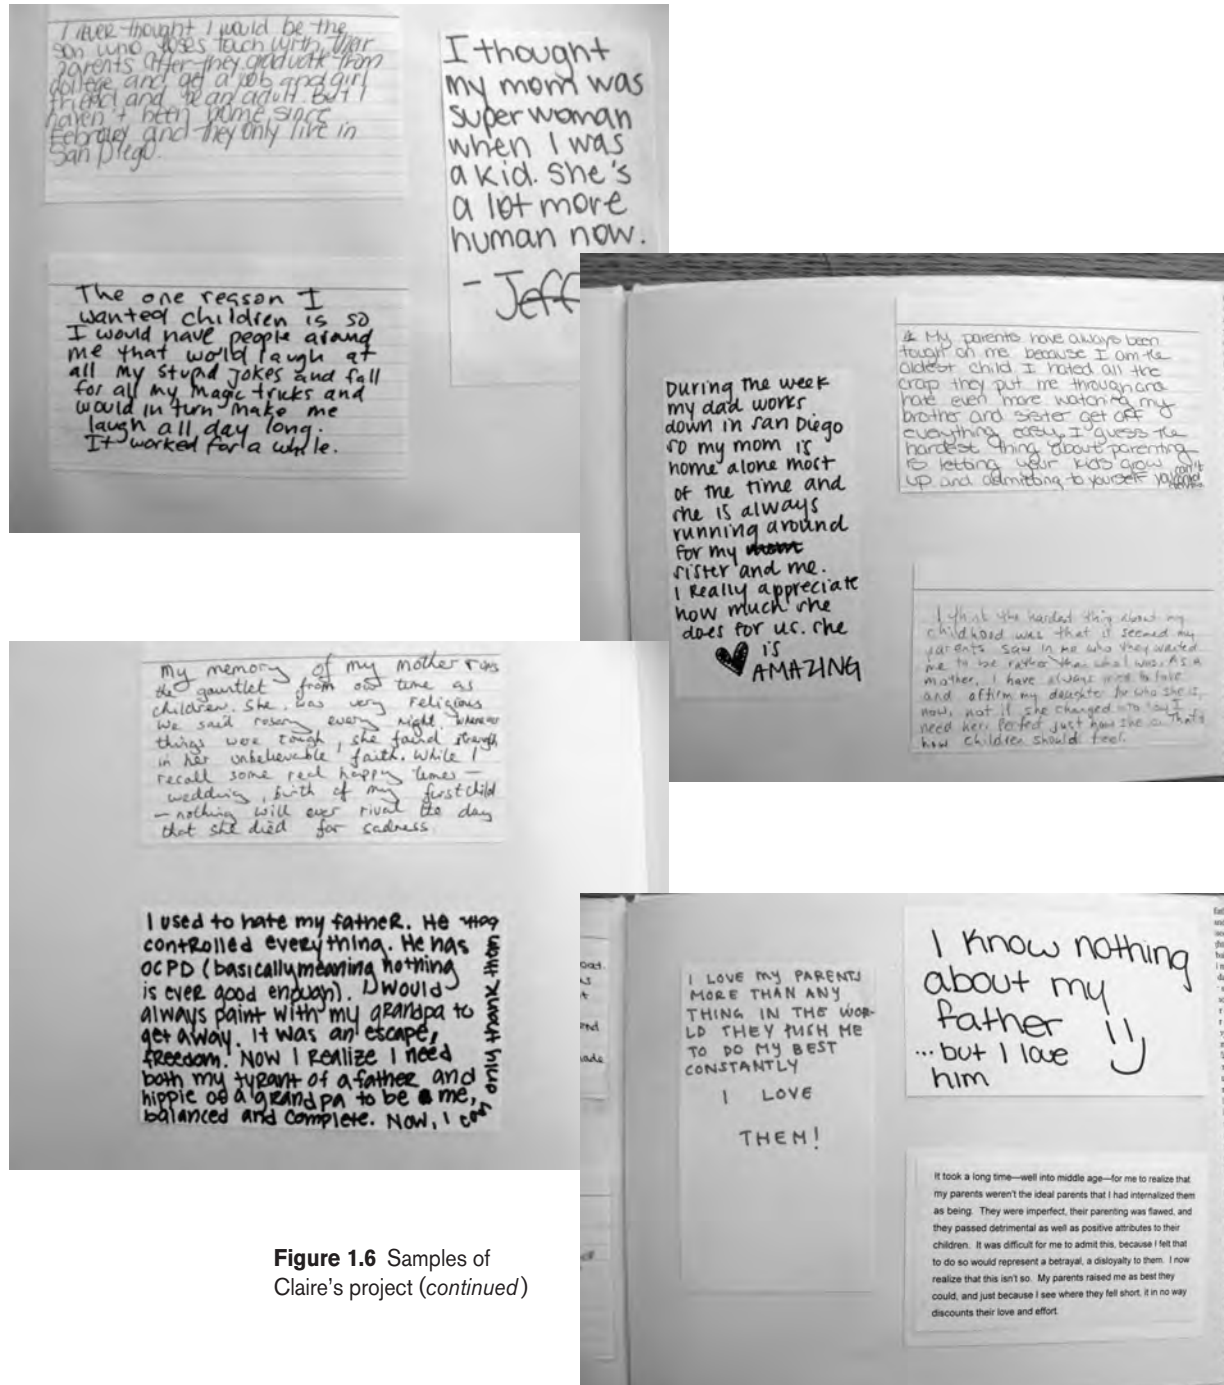 I never thought I would be the
son who loses touch with their
parents after they graduate from
college and get a job and girl
friend and be an adult. But I
haven't been home since
February and they only live in
San Diego.
I thought
my mom was
super woman
when I was
a kid. She's
a lot more
human now.
- Jeff
The one reason I
wanted children is so
I would have people around
me that would laugh at
all my stupid jokes and fall
for all my magic tricks and
would in turn make me
laugh all day long.
It worked for a while.
During the week
my dad works
down in San Diego
so my mom is
home alone most
of the time and
she is always
running around
for my
sister and me.
I really appreciate
how much she
does for us. she
is
AMAZING
My parents have always been
tough on me because I am the
oldest child I hated all the
crap they put me through and
hate even more watching my
brother and sister get off
everything easy. I guess the
hardest thing about parenting
is letting your kids grow
up and admitting to yourself you can't
I think the hardest thing about my
childhood was that it seemed my
parents saw in me who they wanted
me to be rather than who I was. As a
mother, I have always tried to love
and affirm my daughter for who she is,
now, not if she changed into say I
need her. Perfect just how she is. That's
how children should feel.
my memory of my mother runs
the gauntlet from our time as
children. She was very religious
We said rosary every night whenever
things were tough, she found strength
in her unbelievable faith. While I
recall some real happy times —
wedding, birth of my first child
— nothing will ever rival the day
that she died for sadness
I used to hate my father. He
controlled everything. He has
OCPD (basically meaning nothing
is ever good enough). I would
always paint with my grandpa to
get away. It was an escape,
freedom. Now I realize I need
both my tyrant of a father and
hippie of a grandpa to be me,
balanced and complete. Now, I can
only thank them both
I LOVE MY PARENTS
MORE THAN ANY
THING IN THE WOR-
LD THEY PUSH ME
TO DO MY BEST
CONSTANTLY
I LOVE
THEM!
I know nothing
about my
father
...but I love
him
It took a long time—well into middle age—for me to realize that
my parents weren't the ideal parents that I had internalized them
as being. They were imperfect, their parenting was flawed, and
they passed detrimental as well as positive attributes to their
children. It was difficult for me to admit this, because I felt that
to do so would represent a betrayal, a disloyalty to them. I now
realize that this isn't so. My parents raised me as best they
could, and just because I see where they fell short, it in no way
discounts their love and effort.
Figure 1.6 Samples of
Claire's project (continued)